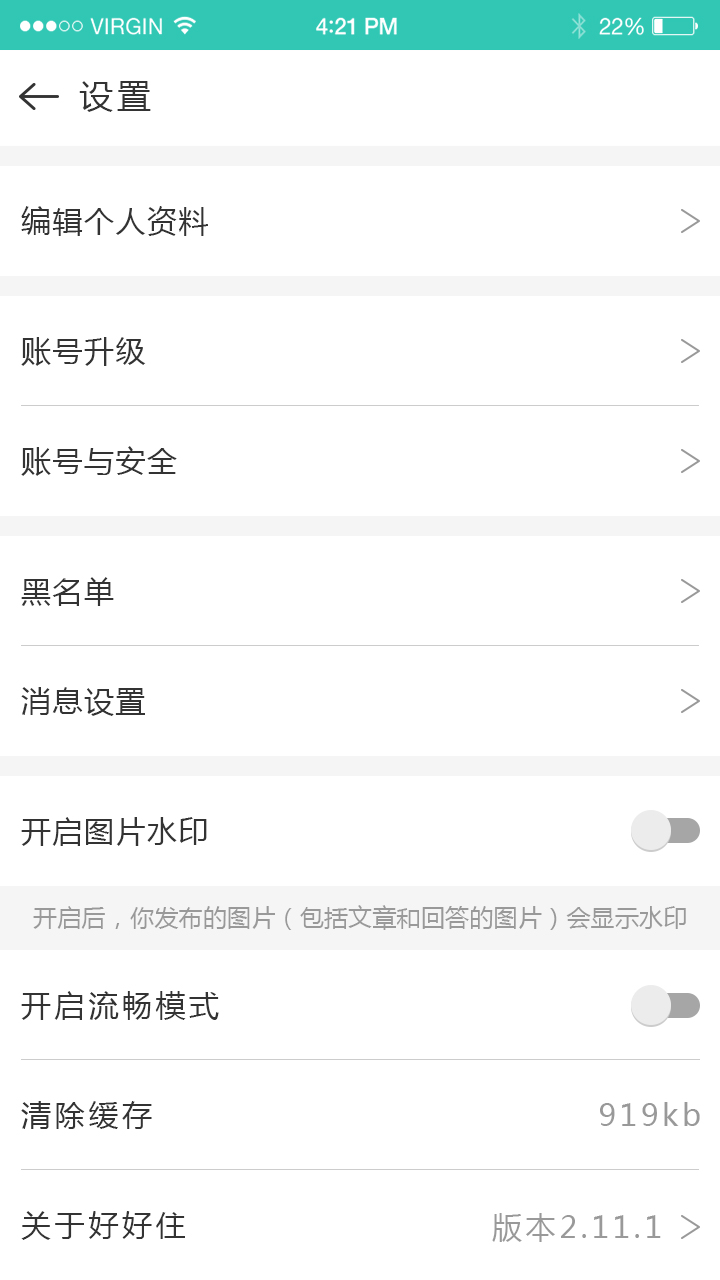 VIRGIN 4:21 PM 22%
设置
编辑个人资料
账号升级
账号与安全
黑名单
消息设置
开启图片水印
开启后，你发布的图片（包括文章和回答的图片）会显示水印
开启流畅模式
清除缓存 919kb
关于好好住 版本2.11.1